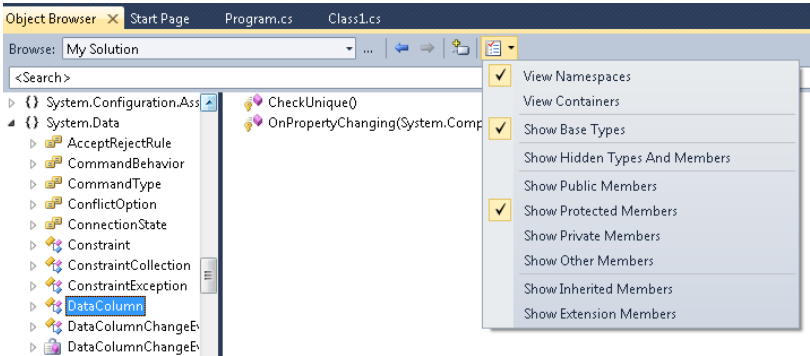 Object Browser Start Page Program.cs Class1.cs
Browse: My Solution ...
<Search>
{} System.Configuration.Ass
{} System.Data
AcceptRejectRule
CommandBehavior
CommandType
ConflictOption
ConnectionState
Constraint
ConstraintCollection
ConstraintException
DataColumn
DataColumnChangeEv
DataColumnChangeEv
CheckUnique()
OnPropertyChanging(System.Comp
View Namespaces
View Containers
Show Base Types
Show Hidden Types And Members
Show Public Members
Show Protected Members
Show Private Members
Show Other Members
Show Inherited Members
Show Extension Members